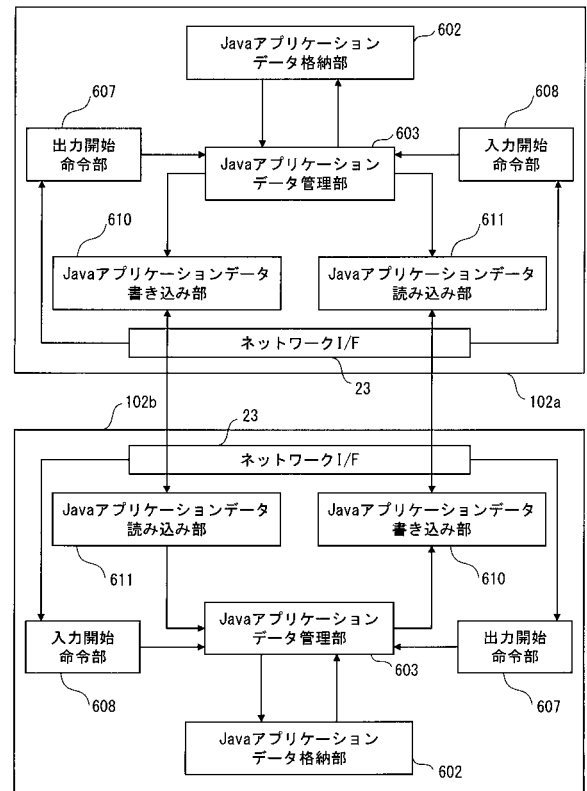 602
Javaアプリケーション
データ格納部
607
608
603
出力開始
命令部
Javaアプリケーション
データ管理部
入力開始
命令部
610
611
Javaアプリケーションデータ
書き込み部
Javaアプリケーションデータ
読み込み部
ネットワークI/F
23
102b
102a
23
ネットワークI/F
Javaアプリケーションデータ
読み込み部
Javaアプリケーションデータ
書き込み部
611
610
入力開始
命令部
Javaアプリケーション
データ管理部
出力開始
命令部
603
608
607
Javaアプリケーション
データ格納部
602